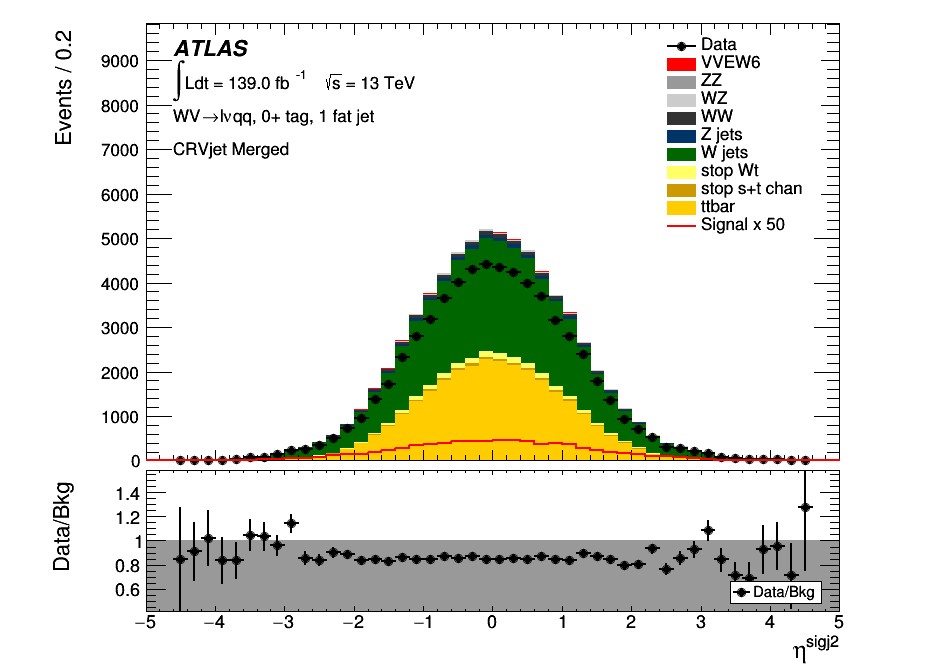 ATLAS
∫Ldt = 139.0 fb⁻¹ √s = 13 TeV
WV→lνqq, 0+ tag, 1 fat jet
CRVjet Merged
Data
VVEW6
ZZ
WZ
WW
Z jets
W jets
stop Wt
stop s+t chan
ttbar
Signal x 50
Events / 0.2
9000
8000
7000
6000
5000
4000
3000
2000
1000
0
Data/Bkg
1.4
1.2
1
0.8
0.6
Data/Bkg
−5 −4 −3 −2 −1 0 1 2 3 4 5
η^sigj2